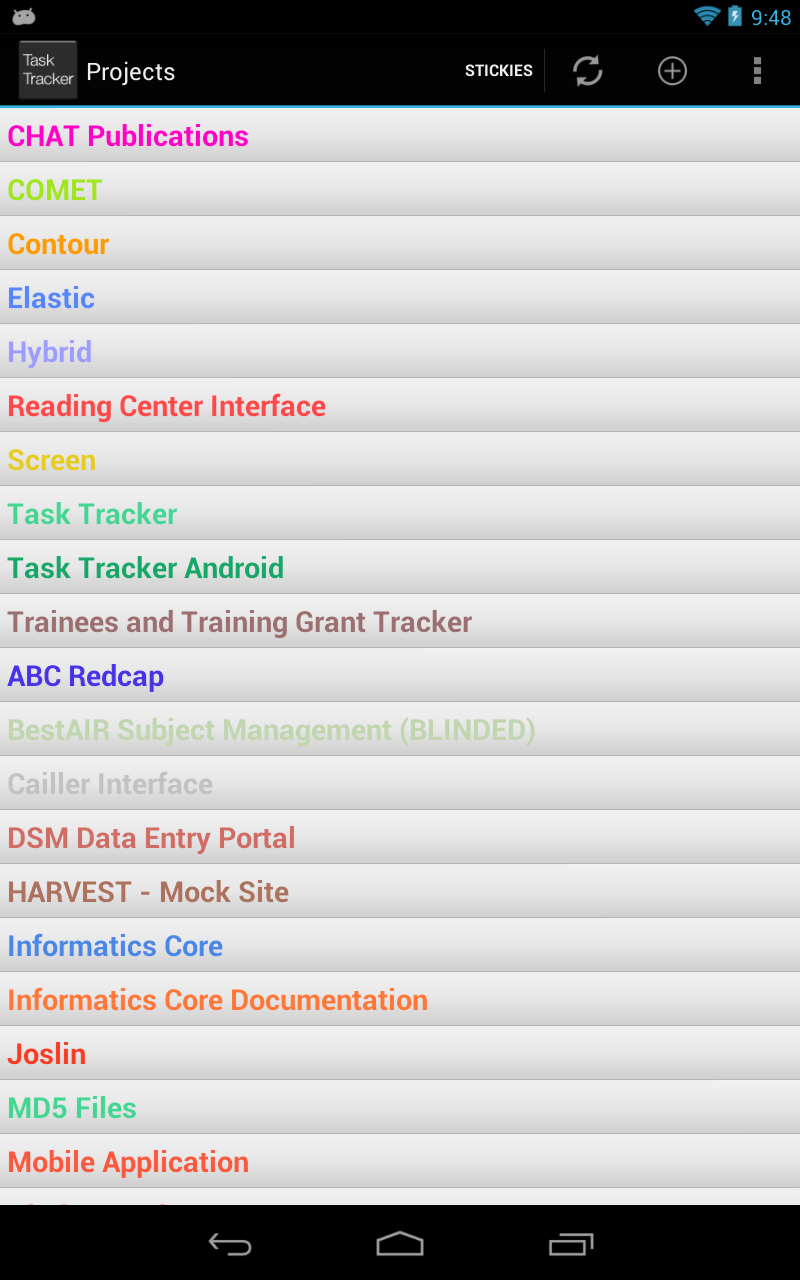 9:48
Task
Tracker
Projects
STICKIES
CHAT Publications
COMET
Contour
Elastic
Hybrid
Reading Center Interface
Screen
Task Tracker
Task Tracker Android
Trainees and Training Grant Tracker
ABC Redcap
BestAIR Subject Management (BLINDED)
Cailler Interface
DSM Data Entry Portal
HARVEST - Mock Site
Informatics Core
Informatics Core Documentation
Joslin
MD5 Files
Mobile Application